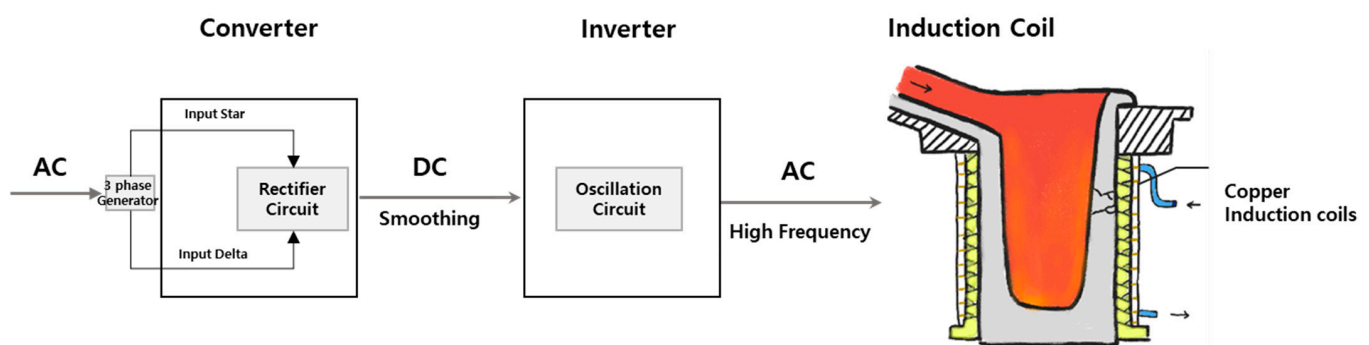 Converter
Inverter
Induction Coil
Input Star
AC
3 phase
Generator
Rectifier
Circuit
Input Delta
DC
Smoothing
Oscillation
Circuit
AC
High Frequency
Copper
Induction coils